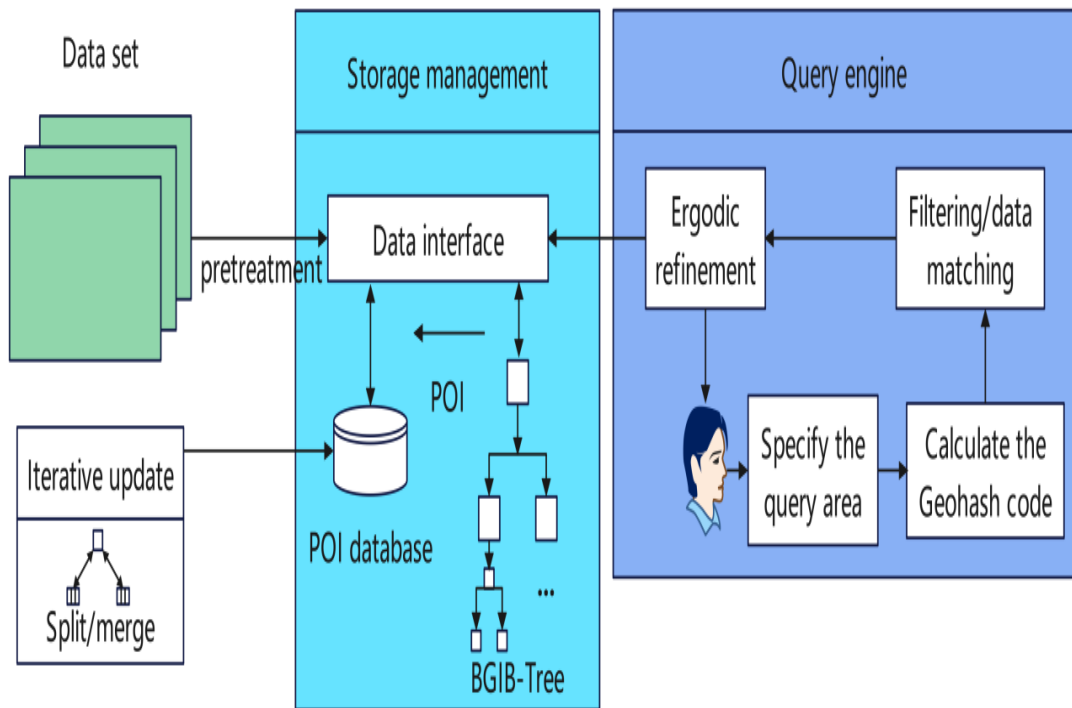 Data set
pretreatment
Iterative update
Split/merge
Storage management
Data interface
POI
POI database
...
BGIB-Tree
Query engine
Ergodic
refinement
Filtering/data
matching
Specify the
query area
Calculate the
Geohash code